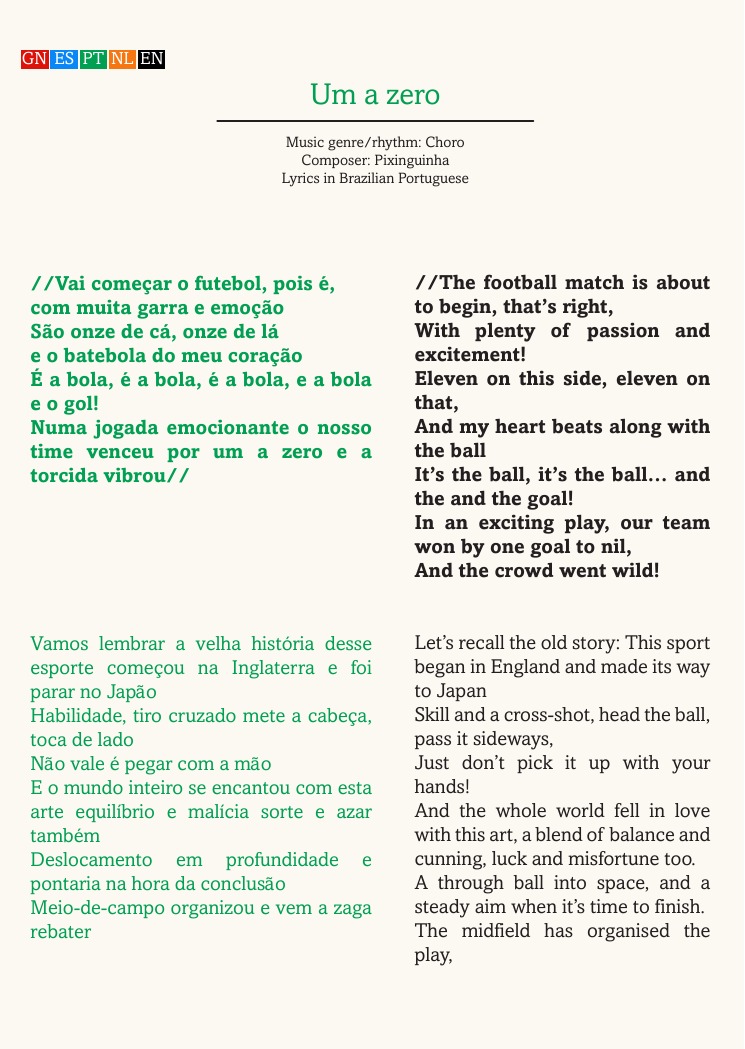 GN ES PT NL EN
Um a zero
Music genre/rhythm: Choro
Composer: Pixinguinha
Lyrics in Brazilian Portuguese
//Vai começar o futebol, pois é,
com muita garra e emoção
São onze de cá, onze de lá
e o batebola do meu coração
É a bola, é a bola, é a bola, e a bola
e o gol!
Numa jogada emocionante o nosso
time venceu por um a zero e a
torcida vibrou//
Vamos lembrar a velha história desse
esporte começou na Inglaterra e foi
parar no Japão
Habilidade, tiro cruzado mete a cabeça,
toca de lado
Não vale é pegar com a mão
E o mundo inteiro se encantou com esta
arte equilíbrio e malícia sorte e azar
também
Deslocamento em profundidade e
pontaria na hora da conclusão
Meio-de-campo organizou e vem a zaga
rebater
//The football match is about
to begin, that's right,
With plenty of passion and
excitement!
Eleven on this side, eleven on
that,
And my heart beats along with
the ball
It's the ball, it's the ball... and
the and the goal!
In an exciting play, our team
won by one goal to nil,
And the crowd went wild!
Let's recall the old story: This sport
began in England and made its way
to Japan
Skill and a cross-shot, head the ball,
pass it sideways,
Just don't pick it up with your
hands!
And the whole world fell in love
with this art, a blend of balance and
cunning, luck and misfortune too.
A through ball into space, and a
steady aim when it's time to finish.
The midfield has organised the
play,